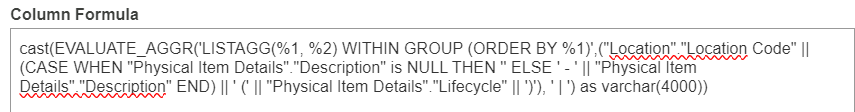 Column Formula
cast(EVALUATE_AGGR('LISTAGG(%1, %2) WITHIN GROUP (ORDER BY %1)',("Location"."Location Code" ||
(CASE WHEN "Physical Item Details"."Description" is NULL THEN '' ELSE ' - ' || "Physical Item
Details"."Description" END) || ' (' || "Physical Item Details"."Lifecycle" || ')'), ' | ') as varchar(4000))